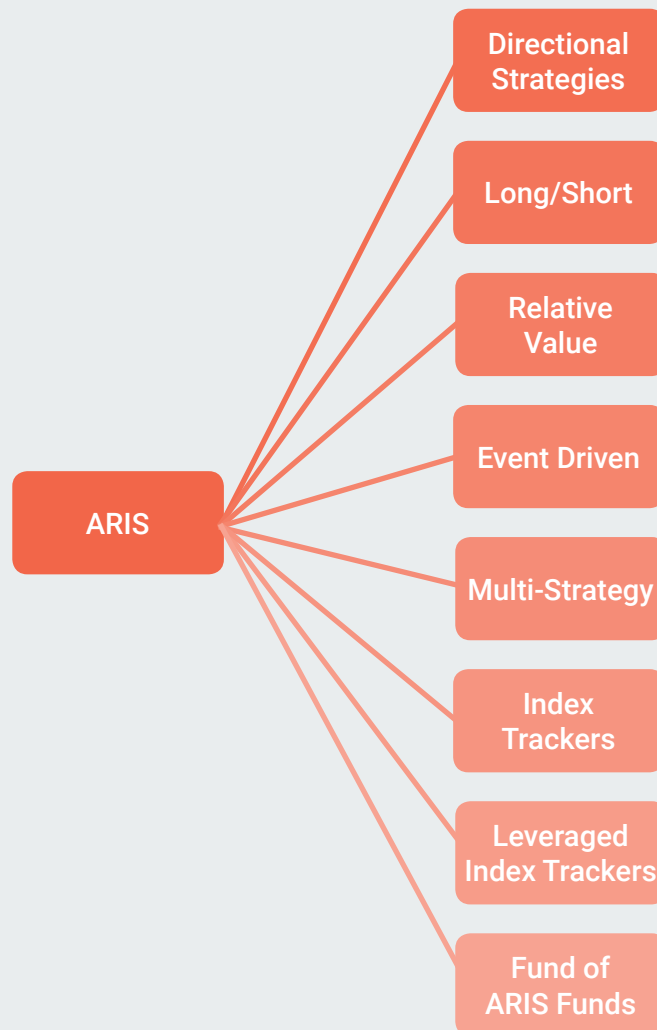 Directional
Strategies
Long/Short
Relative
Value
Event Driven
ARIS
Multi-Strategy
Index
Trackers
Leveraged
Index Trackers
Fund of
ARIS Funds